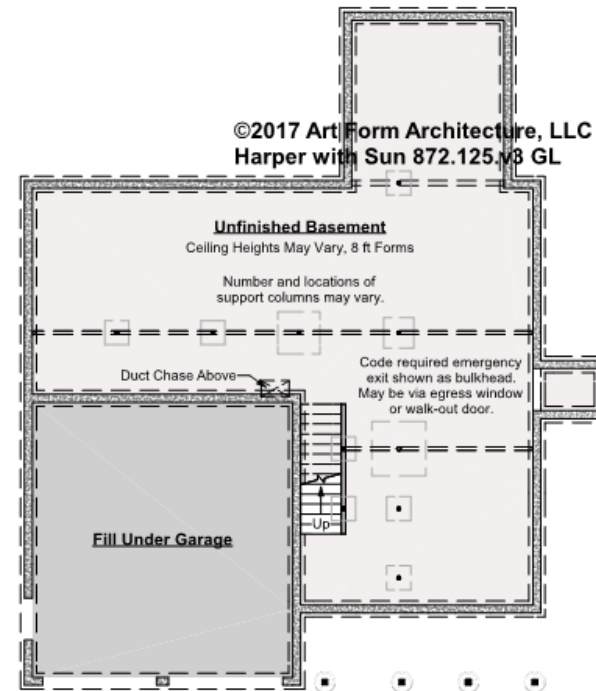 ©2017 Art Form Architecture, LLC
Harper with Sun 872.125.v3 GL
Unfinished Basement
Ceiling Heights May Vary, 8 ft Forms
Number and locations of
support columns may vary.
Duct Chase Above
Code required emergency
exit shown as bulkhead.
May be via egress window
or walk-out door.
Up
Fill Under Garage